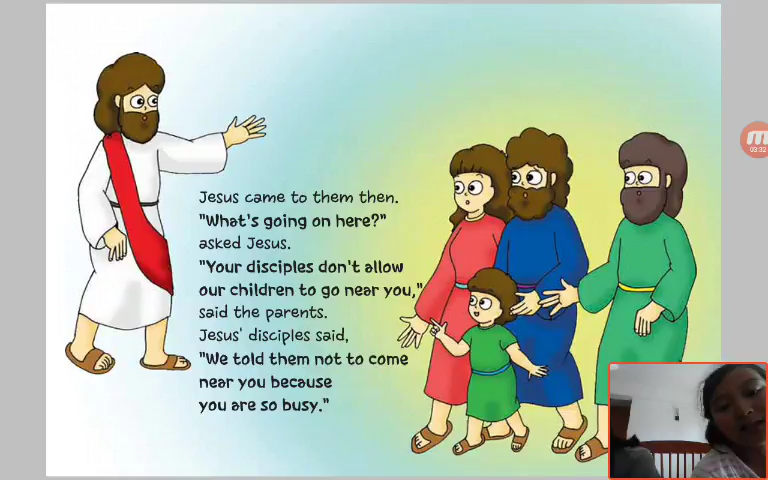 Jesus came to them then.
"What's going on here?"
asked Jesus.
"Your disciples don't allow
our children to go near you,"
said the parents.
Jesus' disciples said,
"We told them not to come
near you because
you are so busy."
03:32